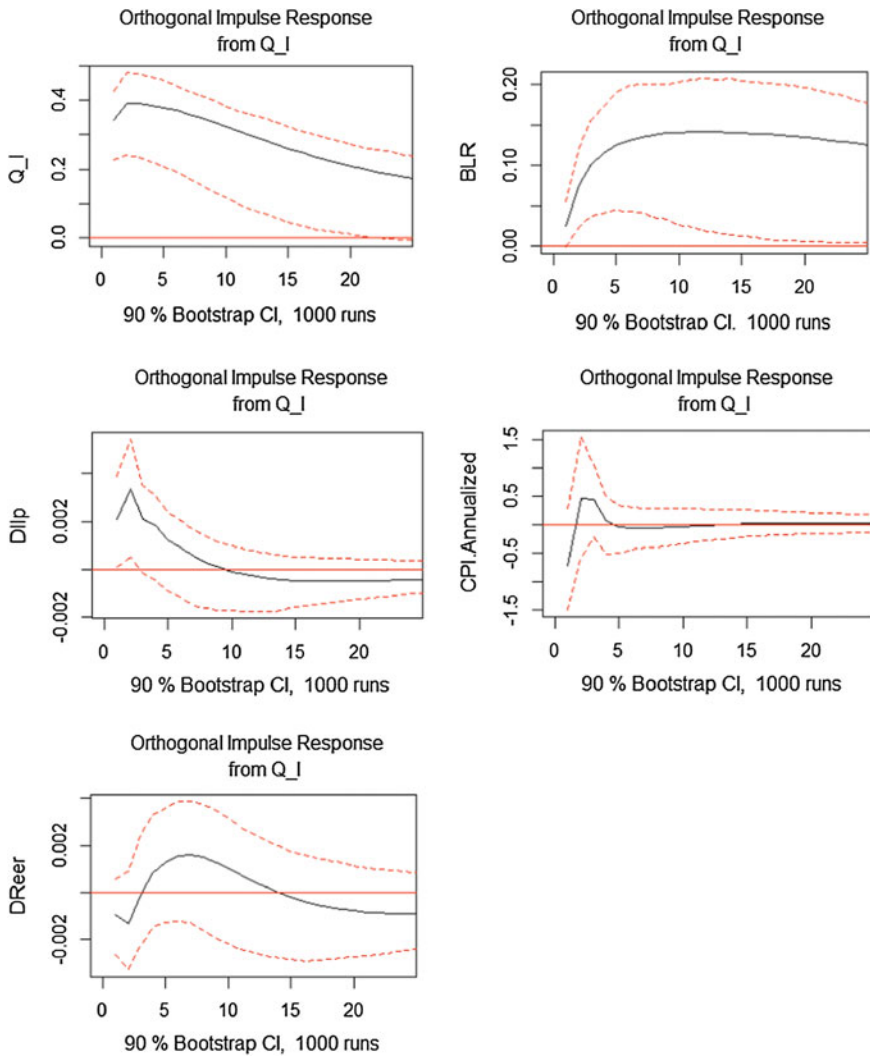 Orthogonal Impulse Response
from Q_I
Q_I
0.0 0.2 0.4
0 5 10 15 20
90 % Bootstrap CI, 1000 runs
Orthogonal Impulse Response
from Q_I
BLR
0.00 0.10 0.20
0 5 10 15 20
90 % Bootstrap CI, 1000 runs
Orthogonal Impulse Response
from Q_I
DIIp
-0.002 0.002
0 5 10 15 20
90 % Bootstrap CI, 1000 runs
Orthogonal Impulse Response
from Q_I
CPI.Annualized
-1.5 -0.5 0.5 1.5
0 5 10 15 20
90 % Bootstrap CI, 1000 runs
Orthogonal Impulse Response
from Q_I
DReer
-0.002 0.002
0 5 10 15 20
90 % Bootstrap CI, 1000 runs